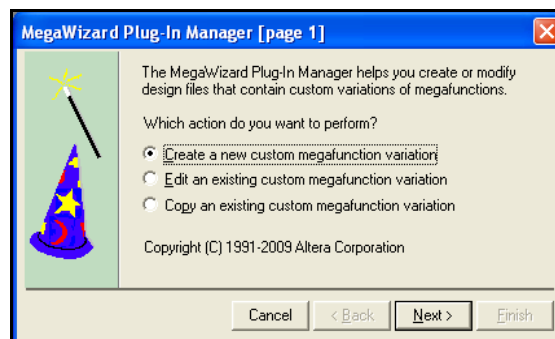 MegaWizard Plug-In Manager [page 1]
The MegaWizard Plug-In Manager helps you create or modify
design files that contain custom variations of megafunctions.
Which action do you want to perform?
Create a new custom megafunction variation
Edit an existing custom megafunction variation
Copy an existing custom megafunction variation
Copyright (C) 1991-2009 Altera Corporation
Cancel < Back Next > Finish